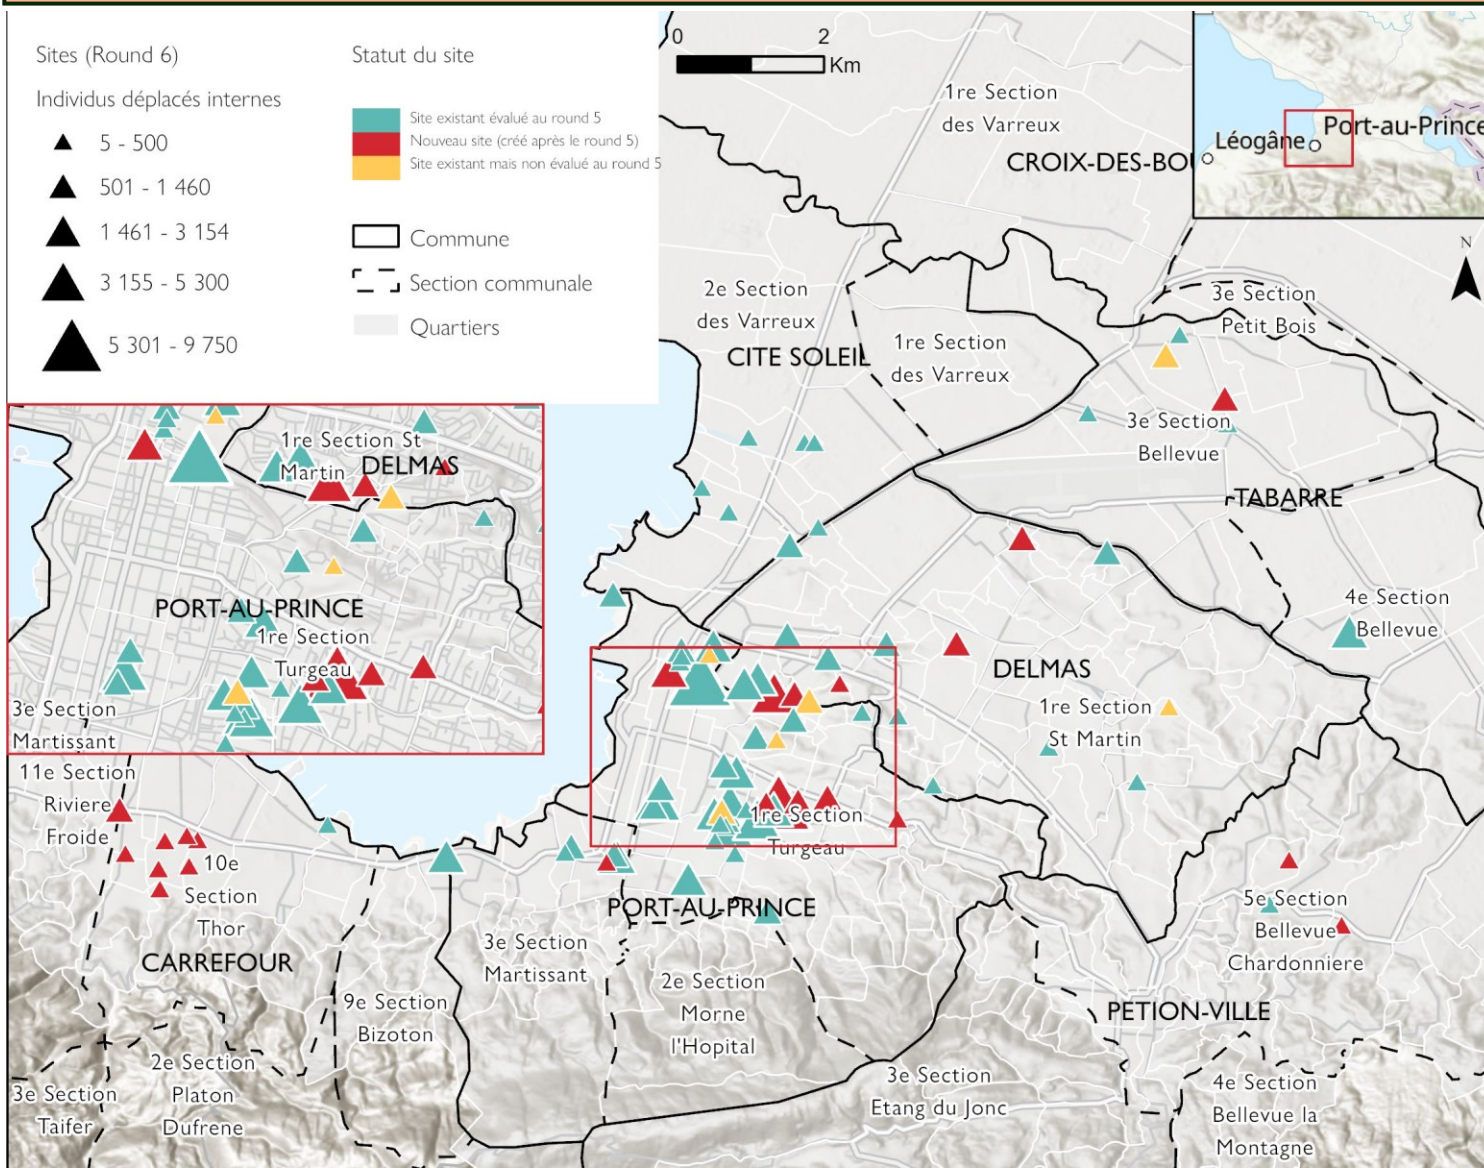 Sites (Round 6)
Individus déplacés internes
5 - 500
501 - 1 460
1 461 - 3 154
3 155 - 5 300
5 301 - 9 750
Statut du site
Site existant évalué au round 5
Nouveau site (créé après le round 5)
Site existant mais non évalué au round 5
Commune
Section communale
Quartiers
0 2
Km
1re Section
des Varreux
CROIX-DES-BOU
Léogâne
Port-au-Prince
N
2e Section
des Varreux
CITE SOLEIL
1re Section
des Varreux
3e Section
Petit Bois
3e Section
Bellevue
TABARRE
4e Section
Bellevue
DELMAS
1re Section
St Martin
1re Section St
Martin
DELMAS
PORT-AU-PRINCE
1re Section
Turgeau
3e Section
Martissant
11e Section
Riviere
Froide
10e
Section
Thor
CARREFOUR
1re Section
Turgeau
PORT-AU-PRINCE
3e Section
Martissant
2e Section
Morne
l'Hopital
9e Section
Bizoton
5e Section
Bellevue
Chardonniere
PETION-VILLE
2e Section
Platon
Dufrene
3e Section
Taifer
3e Section
Etang du Jonc
4e Section
Bellevue la
Montagne